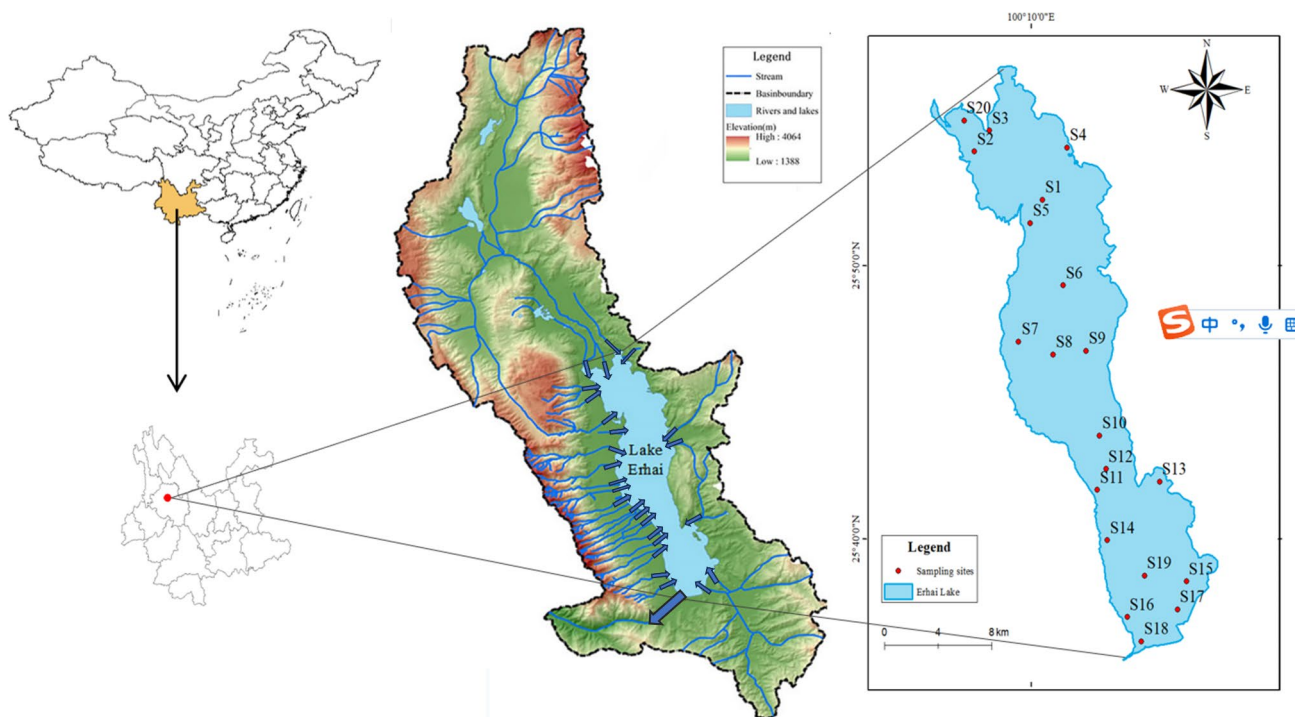 Legend
Stream
Basinboundary
Rivers and lakes
Elevation(m)
High : 4064
Low : 1388
Lake
Erhai
100°10'0"E
25°50'0"N
25°40'0"N
N
W
E
S
S20
S3
S2
S4
S1
S5
S6
S7
S8
S9
S10
S12
S11
S13
S14
S19
S15
S16
S17
S18
Legend
Sampling sites
Erhai Lake
0 4 8 km
S 中